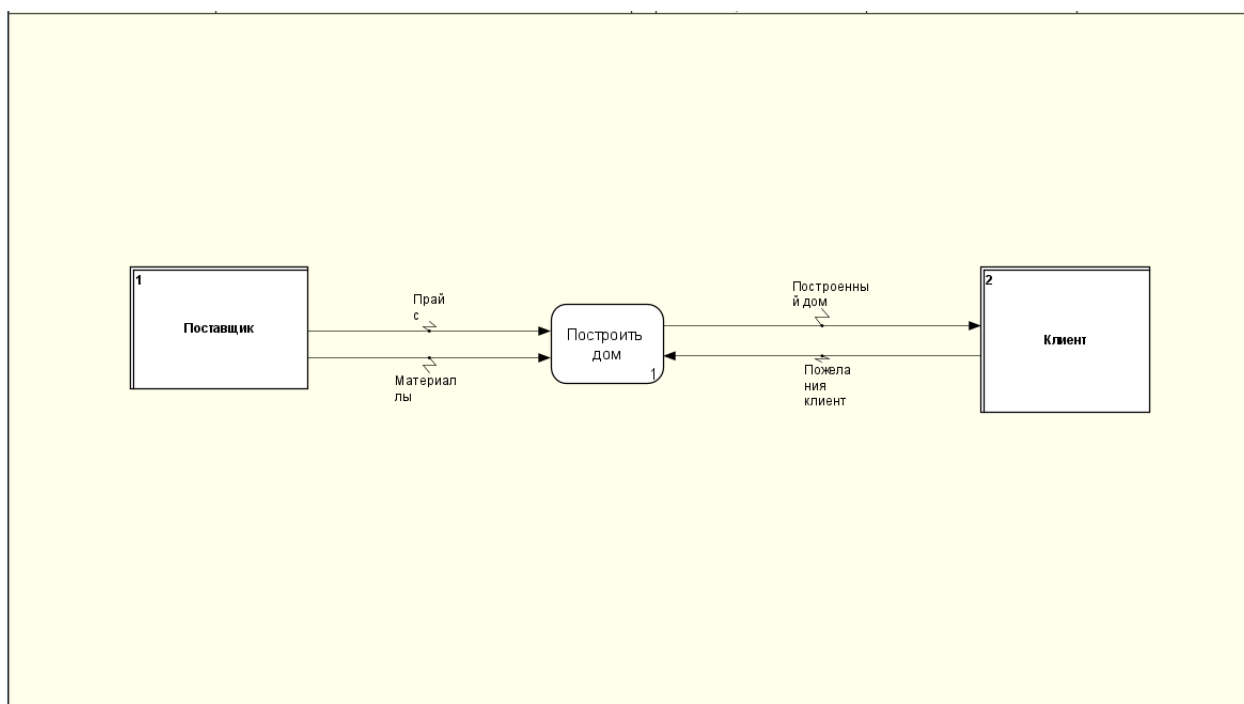 1
Поставщик
Прай
с
Материал
лы
Построить
дом
1
Построенны
й дом
Пожела
ния
клиент
2
Клиент